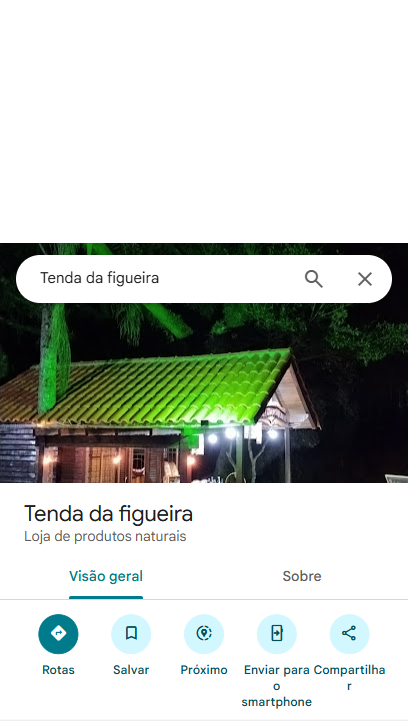 Tenda da figueira
Tenda da figueira
Loja de produtos naturais
Visão geral
Sobre
Rotas
Salvar
Próximo
Enviar para
o
smartphone
Compartilha
r